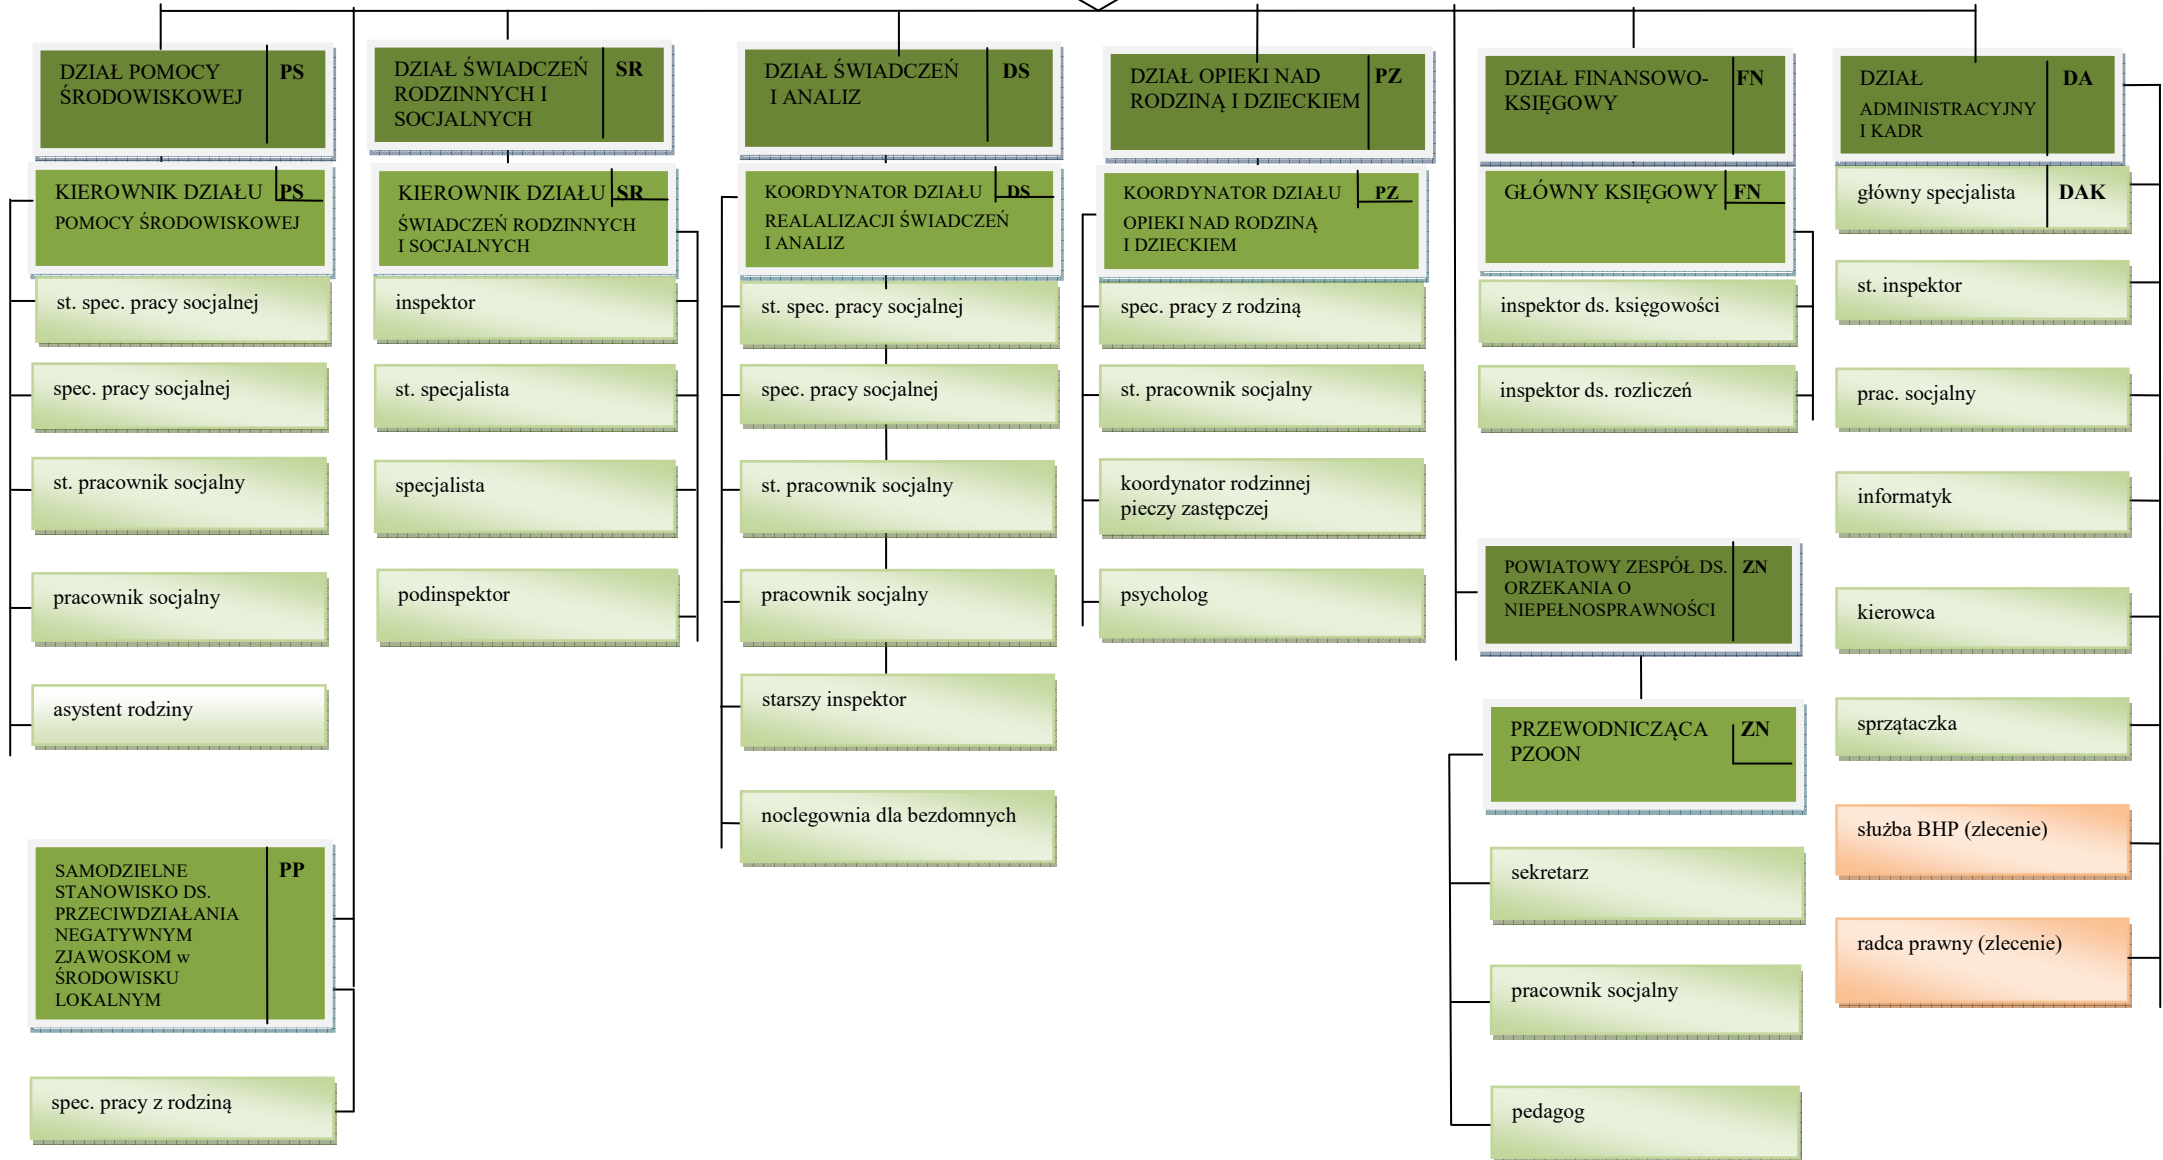 DZIAŁ POMOCY
ŚRODOWISKOWEJ
PS
KIEROWNIK DZIAŁU
PS
POMOCY ŚRODOWISKOWEJ
st. spec. pracy socjalnej
spec. pracy socjalnej
st. pracownik socjalny
pracownik socjalny
asystent rodziny
SAMODZIELNE
STANOWISKO DS.
PRZECIWDZIAŁANIA
NEGATYWNYM
ZJAWOSKOM w
ŚRODOWISKU
LOKALNYM
PP
spec. pracy z rodziną
DZIAŁ ŚWIADCZEŃ
RODZINNYCH I
SOCJALNYCH
SR
KIEROWNIK DZIAŁU
SR
ŚWIADCZEŃ RODZINNYCH
I SOCJALNYCH
inspektor
st. specjalista
specjalista
podinspektor
DZIAŁ ŚWIADCZEŃ
I ANALIZ
DS
KOORDYNATOR DZIAŁU
DS
REALALIZACJI ŚWIADCZEŃ
I ANALIZ
st. spec. pracy socjalnej
spec. pracy socjalnej
st. pracownik socjalny
pracownik socjalny
starszy inspektor
noclegownia dla bezdomnych
DZIAŁ OPIEKI NAD
RODZINĄ I DZIECKIEM
PZ
KOORDYNATOR DZIAŁU
PZ
OPIEKI NAD RODZINĄ
I DZIECKIEM
spec. pracy z rodziną
st. pracownik socjalny
koordynator rodzinnej
pieczy zastępczej
psycholog
DZIAŁ FINANSOWO-
KSIĘGOWY
FN
GŁÓWNY KSIĘGOWY
FN
inspektor ds. księgowości
inspektor ds. rozliczeń
POWIATOWY ZESPÓŁ DS.
ORZEKANIA O
NIEPEŁNOSPRAWNOŚCI
ZN
PRZEWODNICZĄCA
PZOON
ZN
sekretarz
pracownik socjalny
pedagog
DZIAŁ
ADMINISTRACYJNY
I KADR
DA
główny specjalista
DAK
st. inspektor
prac. socjalny
informatyk
kierowca
sprzątaczka
służba BHP (zlecenie)
radca prawny (zlecenie)